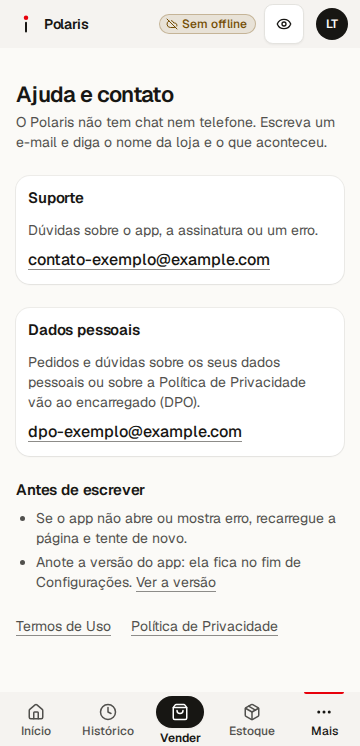 Polaris
Sem offline
LT
Ajuda e contato
O Polaris não tem chat nem telefone. Escreva um
e-mail e diga o nome da loja e o que aconteceu.
Suporte
Dúvidas sobre o app, a assinatura ou um erro.
contato-exemplo@example.com
Dados pessoais
Pedidos e dúvidas sobre os seus dados
pessoais ou sobre a Política de Privacidade
vão ao encarregado (DPO).
dpo-exemplo@example.com
Antes de escrever
• Se o app não abre ou mostra erro, recarregue a
página e tente de novo.
• Anote a versão do app: ela fica no fim de
Configurações. Ver a versão
Termos de Uso Política de Privacidade
Início Histórico Vender Estoque Mais